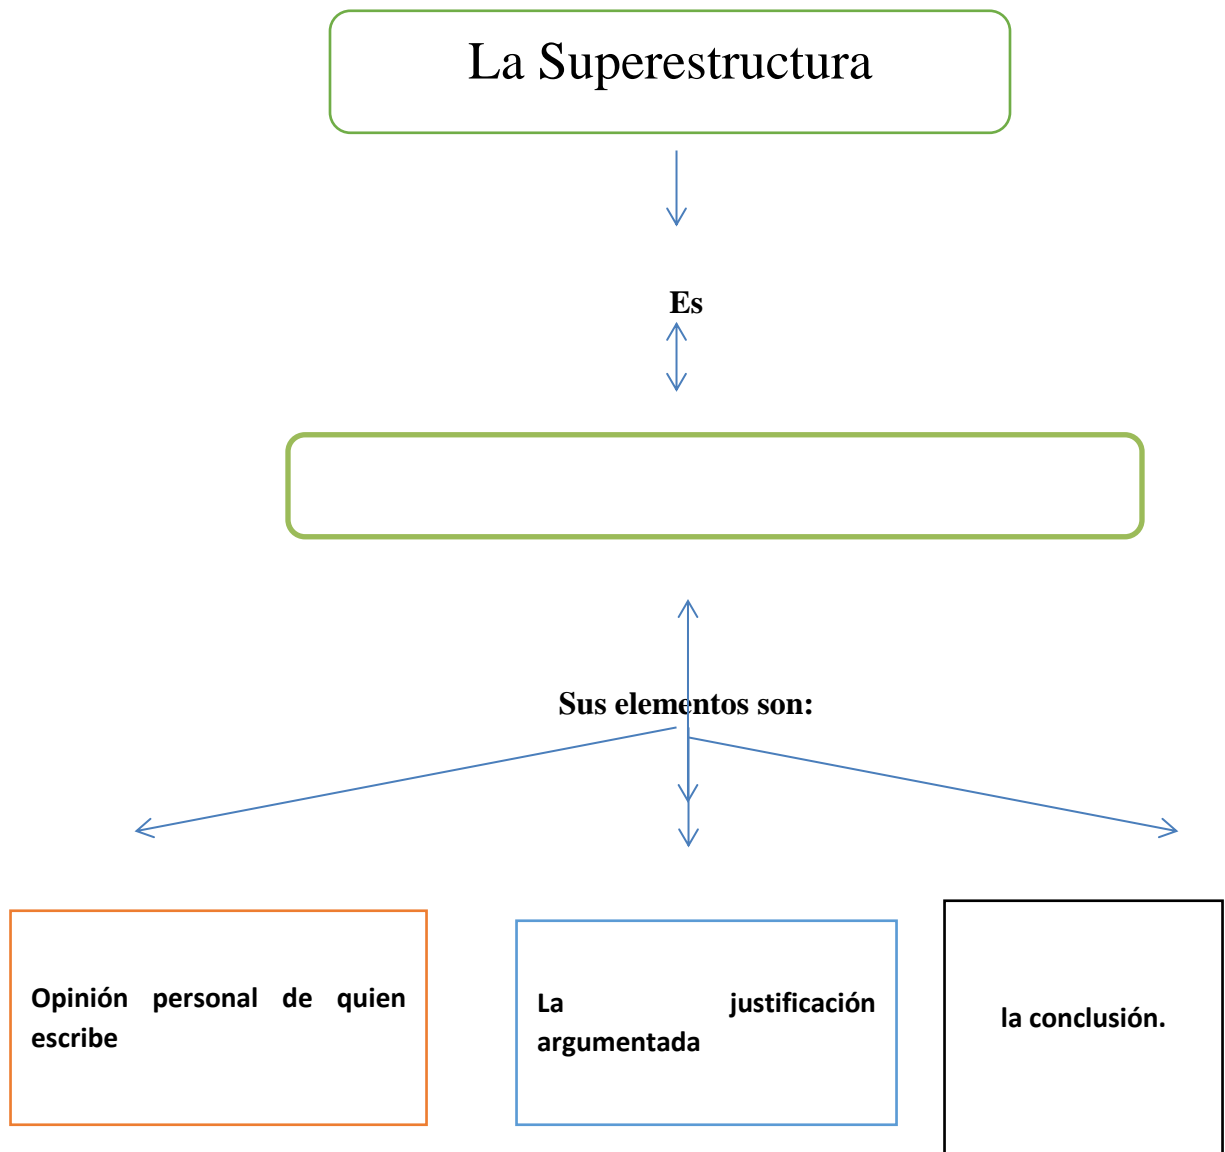 La Superestructura
Es
Sus elementos son:
Opinión personal de quien
escribe
La justificación
argumentada
la conclusión.